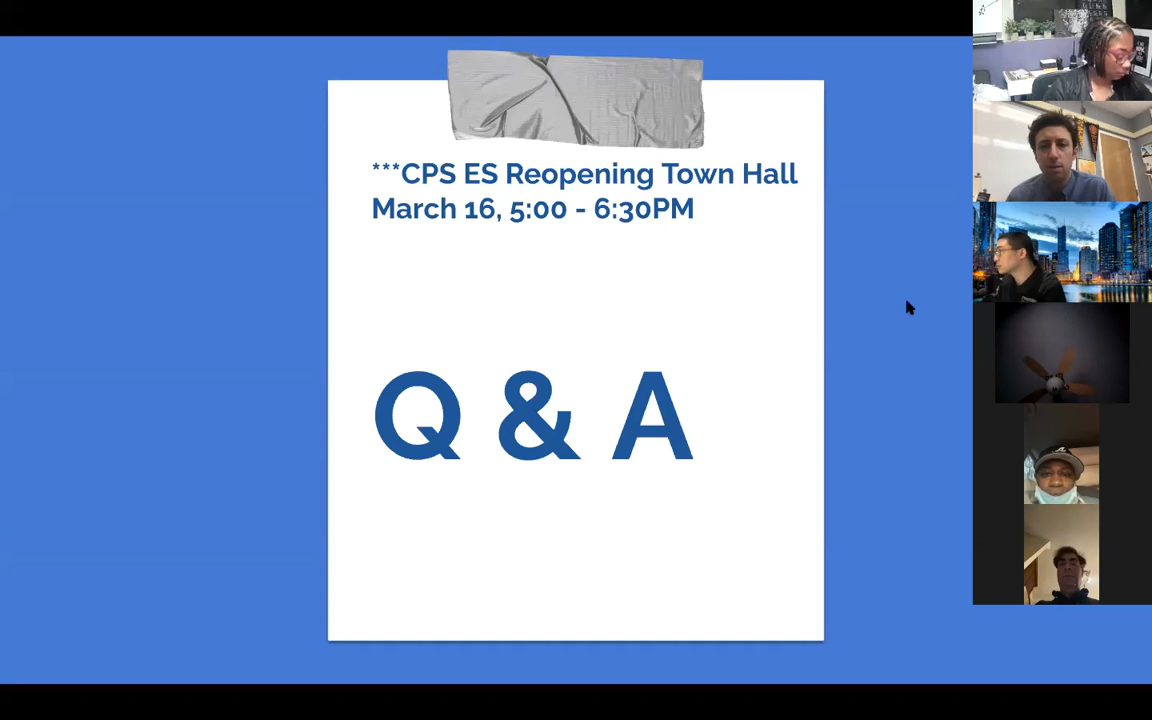 ***CPS ES Reopening Town Hall
March 16, 5:00 - 6:30PM
Q & A